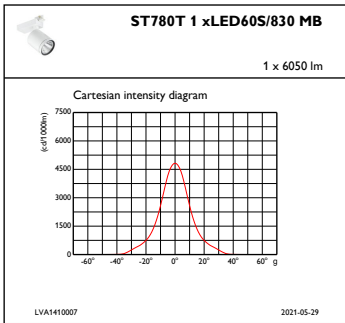 ST780T 1 xLED60S/830 MB
1 x 6050 lm
Cartesian intensity diagram
(cd/1000lm)
7500
6000
4500
3000
1500
0
-60° -40° -20° 0° 20° 40° 60° g
LVA1410007 2021-05-29